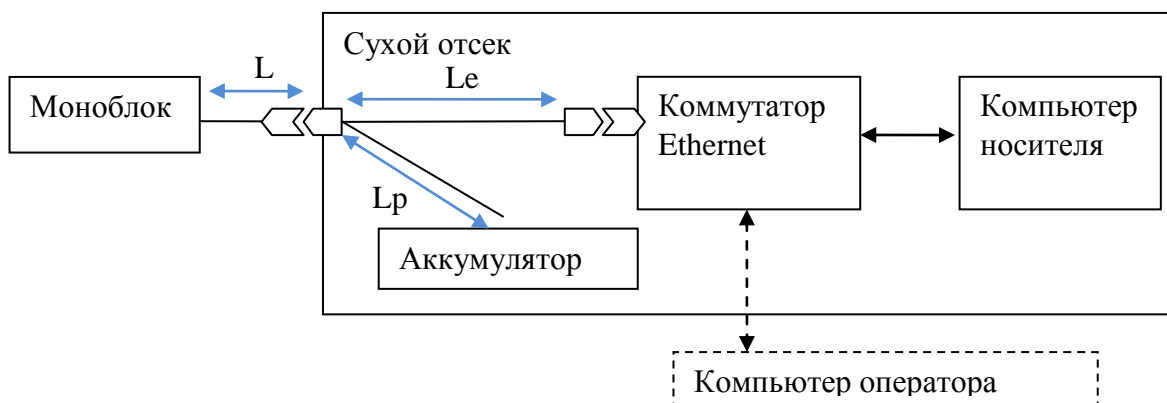 Сухой отсек
L
Le
Моноблок
Коммутатор
Ethernet
Компьютер
носителя
Lp
Аккумулятор
Компьютер оператора